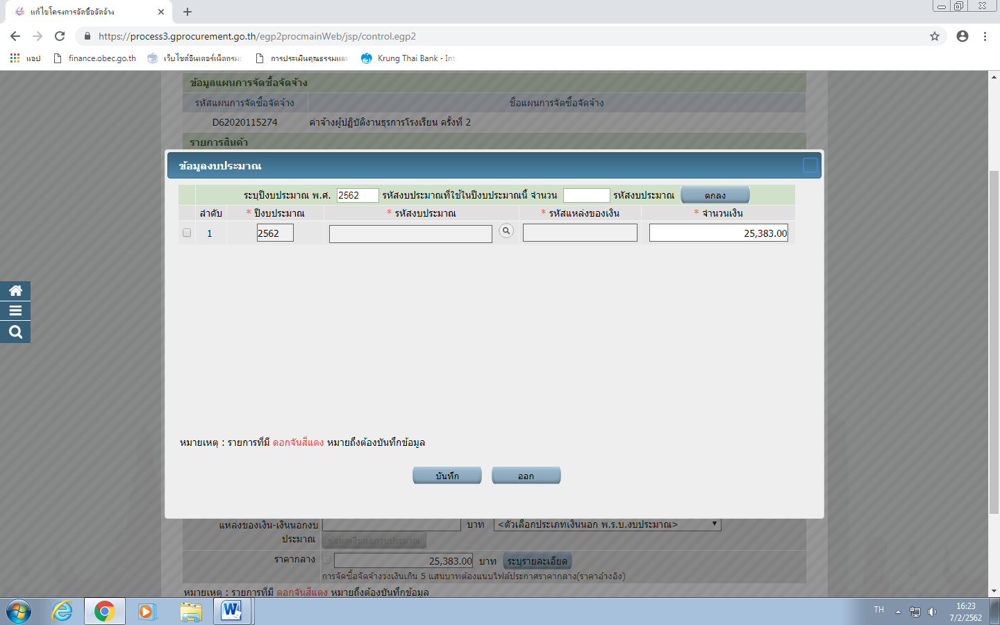 แก้ไขโครงการจัดซื้อจัดจ้าง
https://process3.gprocurement.go.th/egp2procmainWeb/jsp/control.egp2
แอป finance.obec.go.th เว็บไซต์อินเตอร์เน็ตกรม การประเมินคุณธรรมและ Krung Thai Bank - Int
ข้อมูลแผนการจัดซื้อจัดจ้าง
รหัสแผนการจัดซื้อจัดจ้าง ชื่อแผนการจัดซื้อจัดจ้าง
D62020115274 ค่าจ้างผู้ปฏิบัติงานธุรการโรงเรียน ครั้งที่ 2
รายการสินค้า
ข้อมูลงบประมาณ
ระบุปีงบประมาณ พ.ศ. 2562 รหัสงบประมาณที่ใช้ในปีงบประมาณนี้ จำนวน รหัสงบประมาณ ตกลง
ลำดับ * ปีงบประมาณ * รหัสงบประมาณ * รหัสแหล่งของเงิน * จำนวนเงิน
1 2562 25,383.00
หมายเหตุ : รายการที่มี ดอกจันสีแดง หมายถึงต้องบันทึกข้อมูล
บันทึก ออก
แหล่งของเงิน-เงินนอกงบ บาท <ตัวเลือกประเภทเงินนอก พ.ร.บ.งบประมาณ>
ประมาณ ข้อมูลเงินนอกงบประมาณ
ราคากลาง 25,383.00 บาท ระบุรายละเอียด
การจัดซื้อจัดจ้างวงเงินเกิน 5 แสนบาทต้องแนบไฟล์ประกาศราคากลาง(ราคาอ้างอิง)
หมายเหตุ : รายการที่มี ดอกจันสีแดง หมายถึงต้องบันทึกข้อมูล
TH 16:23
7/2/2562